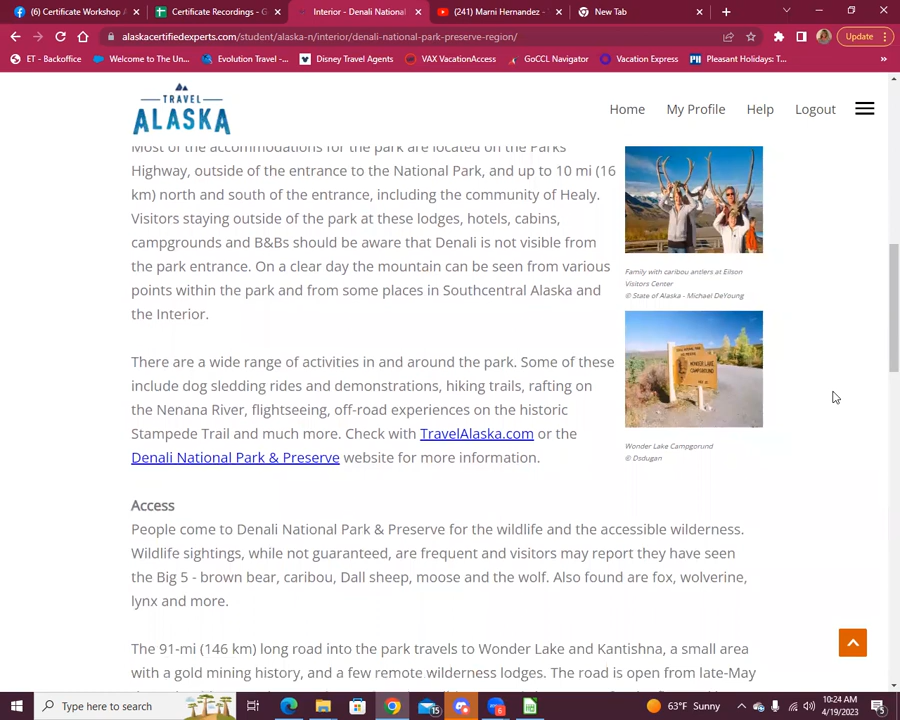 (6) Certificate Workshop A
Certificate Recordings - G
Interior - Denali National
(241) Marni Hernandez -
New Tab
alaskacertifiedexperts.com/student/alaska-n/interior/denali-national-park-preserve-region/
Update
ET - Backoffice
Welcome to The Un...
Evolution Travel -...
Disney Travel Agents
VAX VacationAccess
GoCCL Navigator
Vacation Express
Pleasant Holidays: T...
TRAVEL
ALASKA
Home
My Profile
Help
Logout
Most of the accommodations for the park are located on the Parks
Highway, outside of the entrance to the National Park, and up to 10 mi (16
km) north and south of the entrance, including the community of Healy.
Visitors staying outside of the park at these lodges, hotels, cabins,
campgrounds and B&Bs should be aware that Denali is not visible from
the park entrance. On a clear day the mountain can be seen from various
points within the park and from some places in Southcentral Alaska and
the Interior.
Family with caribou antlers at Eilson
Visitors Center
© State of Alaska - Michael DeYoung
WONDER LAKE
CAMPGROUND
Wonder Lake Campgorund
© Dsdugan
There are a wide range of activities in and around the park. Some of these
include dog sledding rides and demonstrations, hiking trails, rafting on
the Nenana River, flightseeing, off-road experiences on the historic
Stampede Trail and much more. Check with TravelAlaska.com or the
Denali National Park & Preserve website for more information.
Access
People come to Denali National Park & Preserve for the wildlife and the accessible wilderness.
Wildlife sightings, while not guaranteed, are frequent and visitors may report they have seen
the Big 5 - brown bear, caribou, Dall sheep, moose and the wolf. Also found are fox, wolverine,
lynx and more.
The 91-mi (146 km) long road into the park travels to Wonder Lake and Kantishna, a small area
with a gold mining history, and a few remote wilderness lodges. The road is open from late-May
Type here to search
15
6
63°F Sunny
10:24 AM
4/19/2023
5